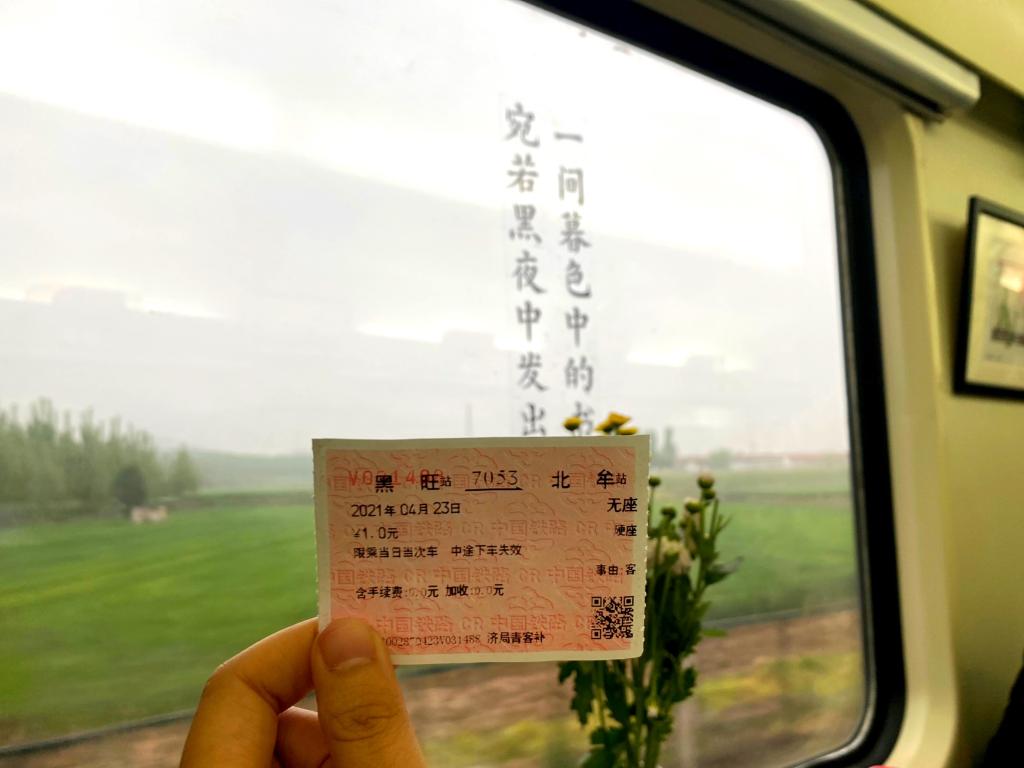 一间暮色中的书
宛若黑夜中发出
黑 旺站 7053 北 牟站
2021年 04月 23日 无座
¥1.0元 硬座
限乘当日当次车 中途下车失效
事由:客
含手续费:0.0元 加收:0.0元
济局青客补